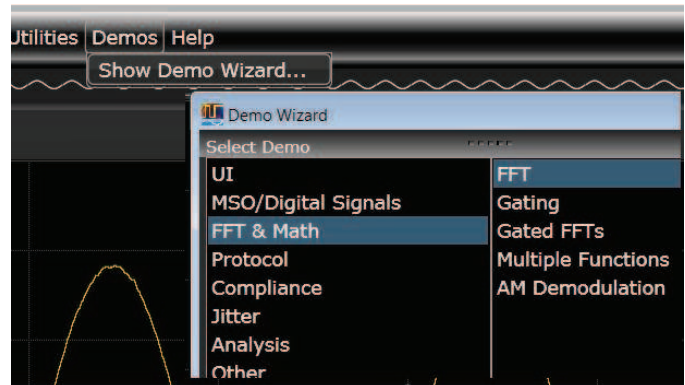 Utilities Demos Help
Show Demo Wizard...
Demo Wizard
Select Demo
UI
MSO/Digital Signals
FFT & Math
Protocol
Compliance
Jitter
Analysis
Other
FFT
Gating
Gated FFTs
Multiple Functions
AM Demodulation